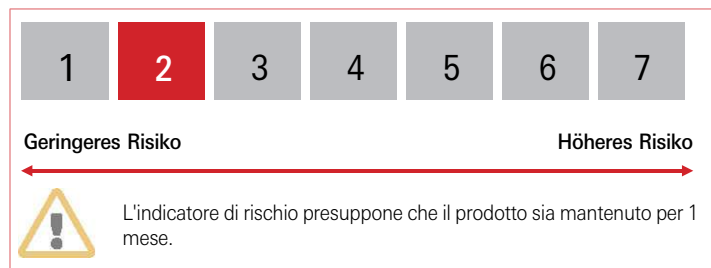 1 2 3 4 5 6 7
Geringeres Risiko Höheres Risiko
L'indicatore di rischio presuppone che il prodotto sia mantenuto per 1
mese.